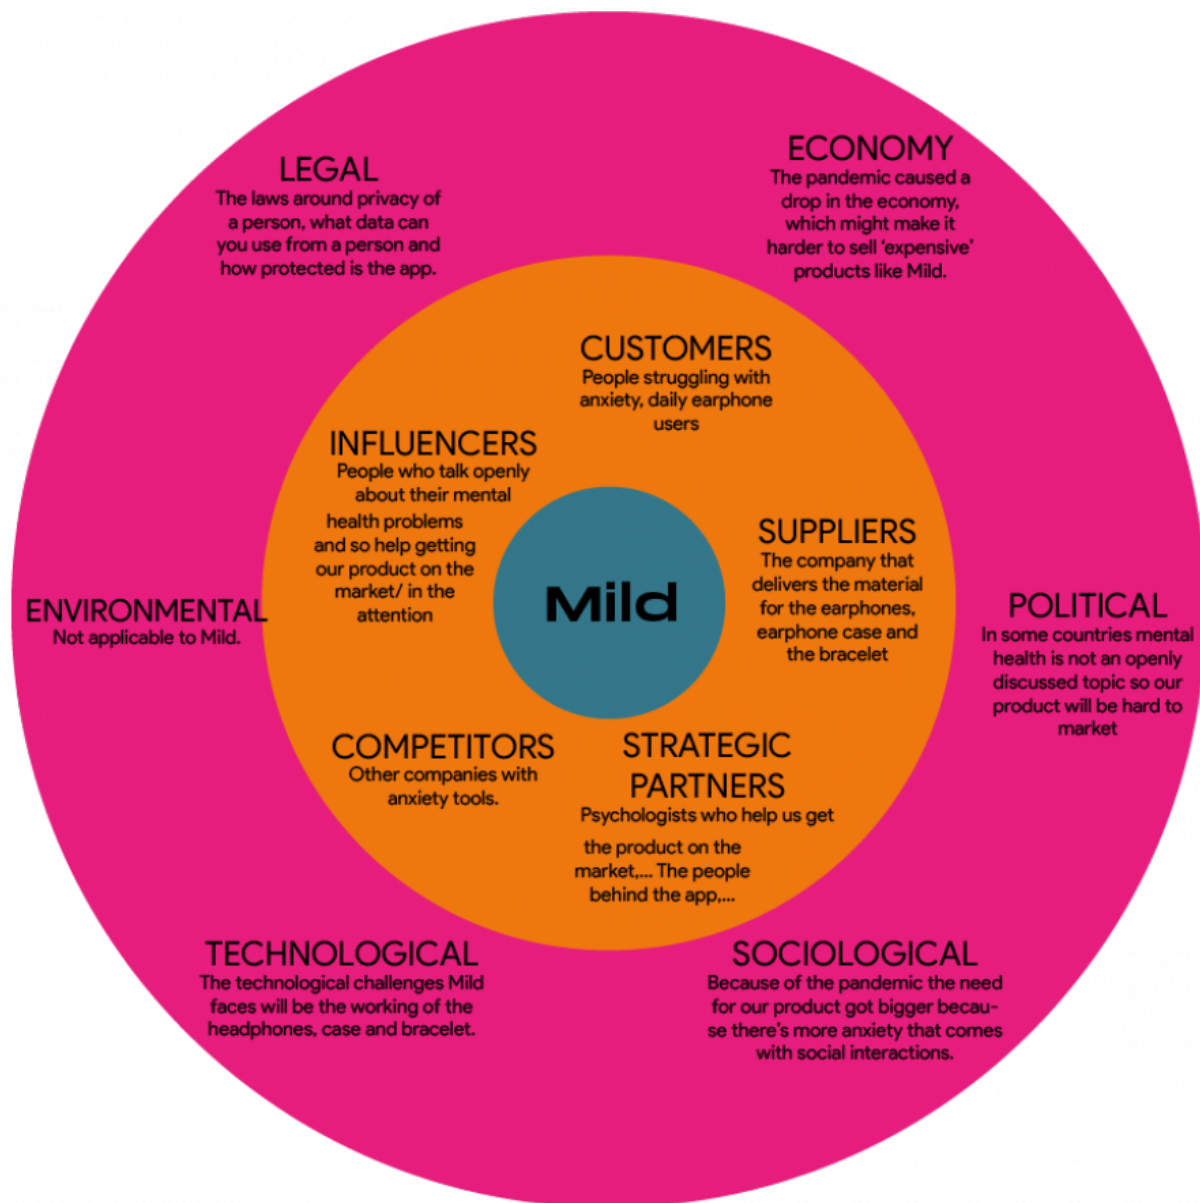 LEGAL
The laws around privacy of
a person, what data can
you use from a person and
how protected is the app.
ECONOMY
The pandemic caused a
drop in the economy,
which might make it
harder to sell ‘expensive’
products like Mild.
CUSTOMERS
People struggling with
anxiety, daily earphone
users
INFLUENCERS
People who talk openly
about their mental
health problems
and so help getting
our product on the
market/ in the
attention
Mild
SUPPLIERS
The company that
delivers the material
for the earphones,
earphone case and
the bracelet
ENVIRONMENTAL
Not applicable to Mild.
POLITICAL
In some countries mental
health is not an openly
discussed topic so our
product will be hard to
market
COMPETITORS
Other companies with
anxiety tools.
STRATEGIC
PARTNERS
Psychologists who help us get
the product on the
market,... The people
behind the app,...
TECHNOLOGICAL
The technological challenges Mild
faces will be the working of the
headphones, case and bracelet.
SOCIOLOGICAL
Because of the pandemic the need
for our product got bigger becau-
se there’s more anxiety that comes
with social interactions.